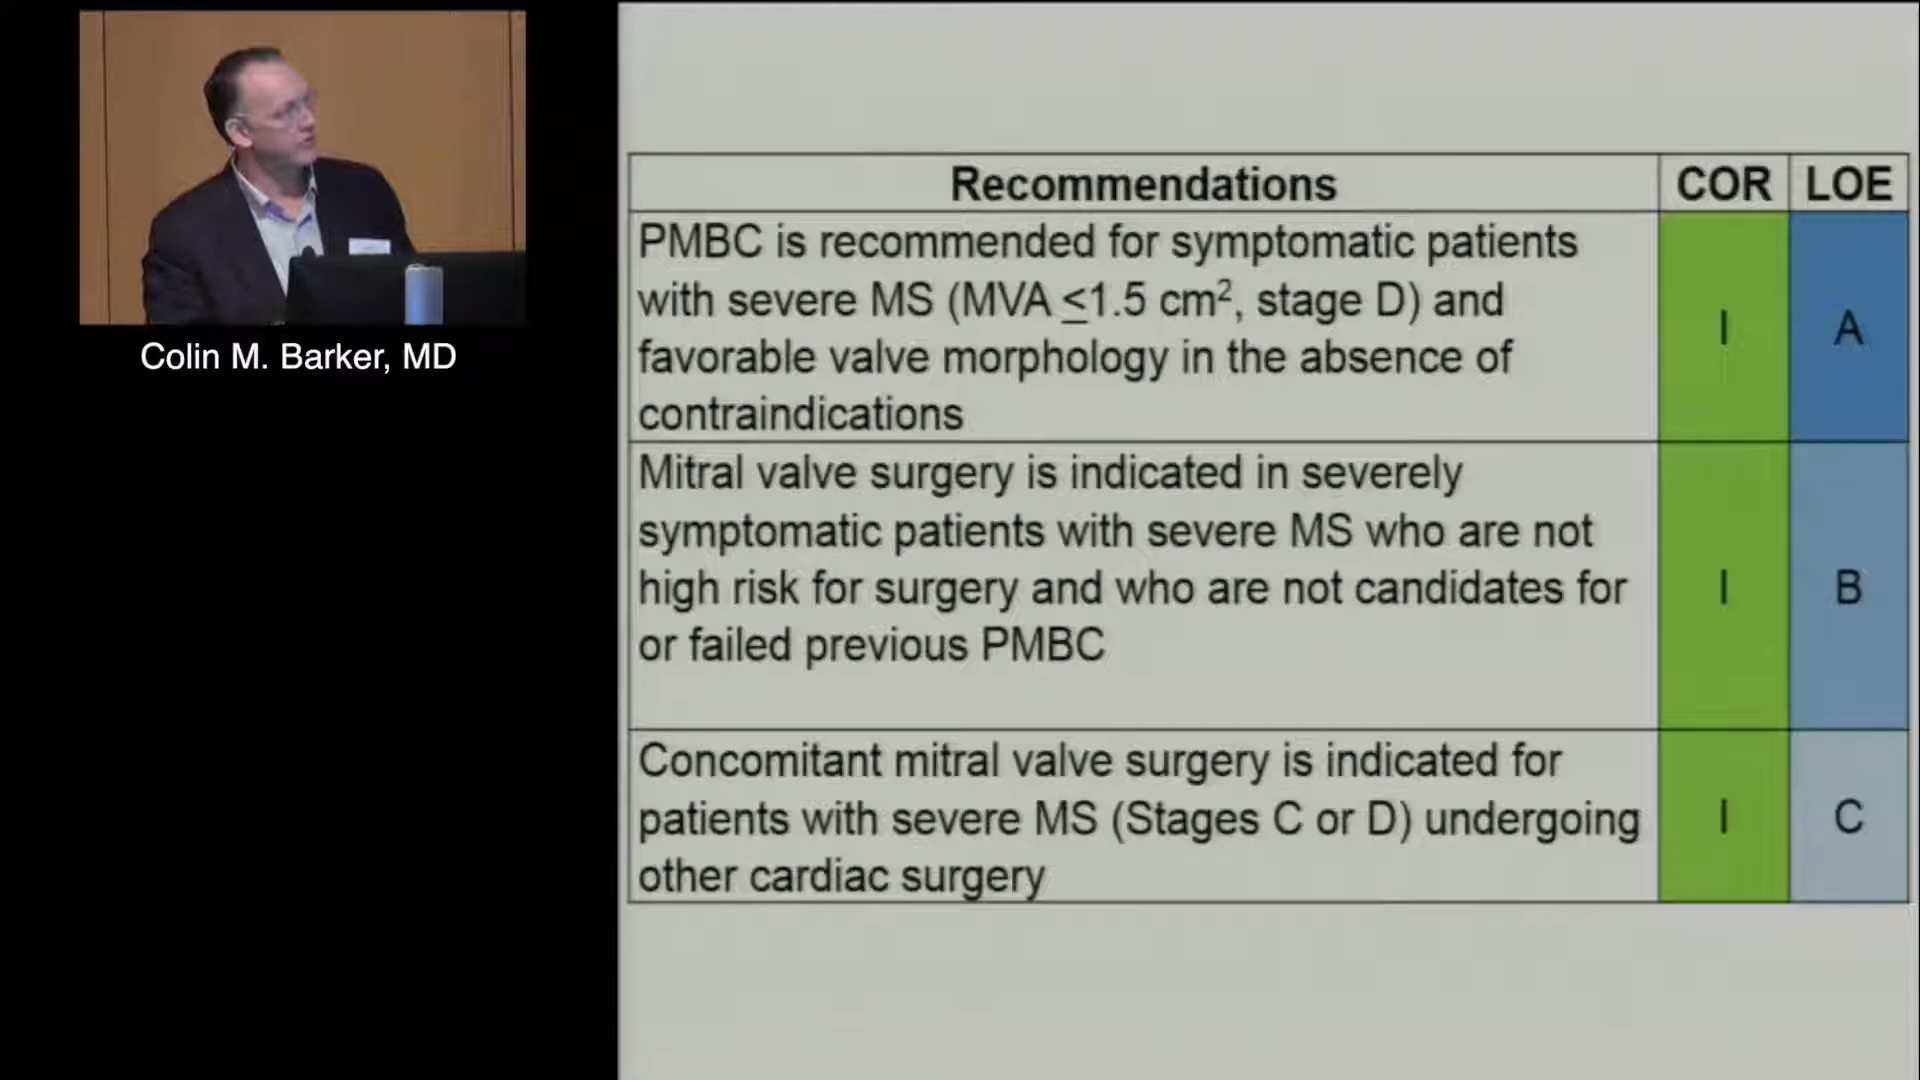 Colin M. Barker, MD
Recommendations COR LOE
PMBC is recommended for symptomatic patients
with severe MS (MVA ≤1.5 cm², stage D) and
favorable valve morphology in the absence of
contraindications
I A
Mitral valve surgery is indicated in severely
symptomatic patients with severe MS who are not
high risk for surgery and who are not candidates for
or failed previous PMBC
I B
Concomitant mitral valve surgery is indicated for
patients with severe MS (Stages C or D) undergoing
other cardiac surgery
I C